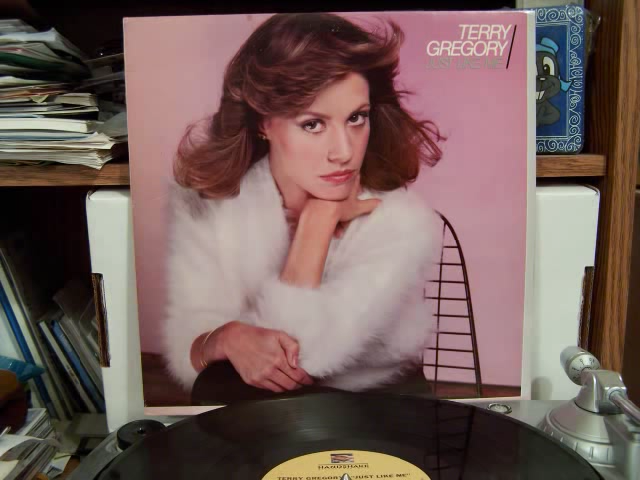 TERRY
GREGORY
JUST LIKE ME
HANDSHAKE
TERRY GREGORY "JUST LIKE ME"